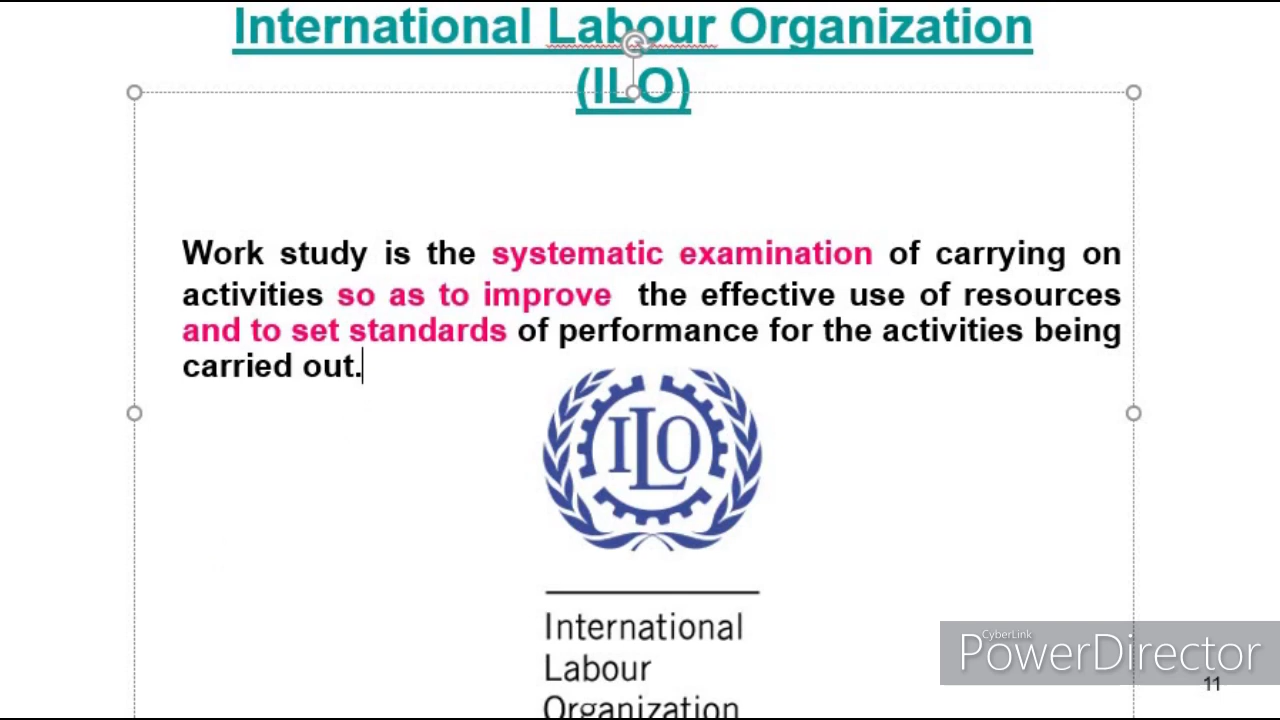 International Labour Organization
(ILO)
Work study is the systematic examination of carrying on
activities so as to improve the effective use of resources
and to set standards of performance for the activities being
carried out.
ILO
International
Labour
Organization
CyberLink
PowerDirector
11